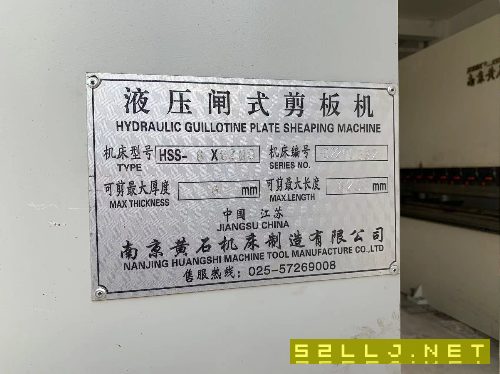 液压闸式剪板机
HYDRAULIC GUILLOTINE PLATE SHEAPING MACHINE
机床型号 HSS- X 机床编号
TYPE SERIES NO.
可剪最大厚度 mm 可剪最大长度 mm
MAX THICKNESS MAX.LENGTH
中国·江苏
JIANGSU CHINA
南京黄石机床制造有限公司
NANJING HUANGSHI MACHINE TOOL MANUFACTURE CO.,LTD
售服热线: 025-57269008
52LLJ.NET